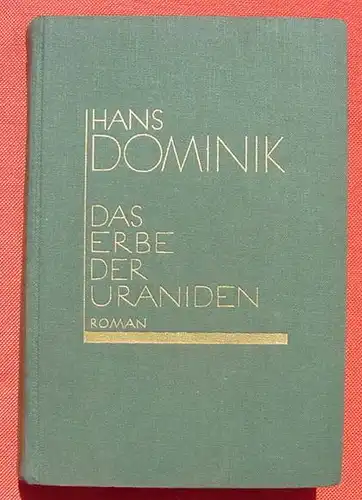 HANS
DOMINIK
DAS
ERBE
DER
URANIDEN
ROMAN